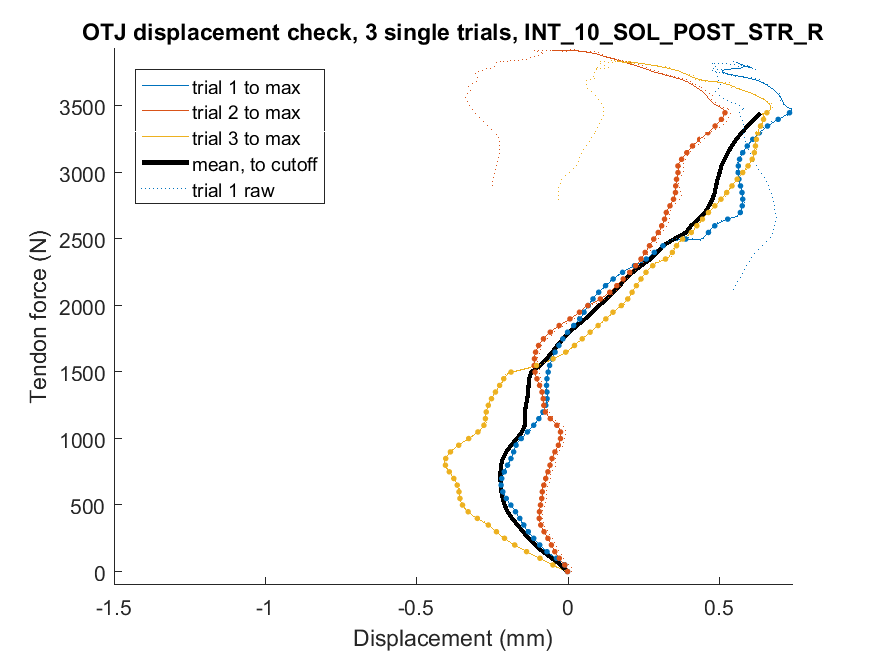 OTJ displacement check, 3 single trials, INT_10_SOL_POST_STR_R
trial 1 to max
trial 2 to max
trial 3 to max
mean, to cutoff
trial 1 raw
3500
3000
2500
2000
1500
1000
500
0
Tendon force (N)
-1.5
-1
-0.5
0
0.5
Displacement (mm)